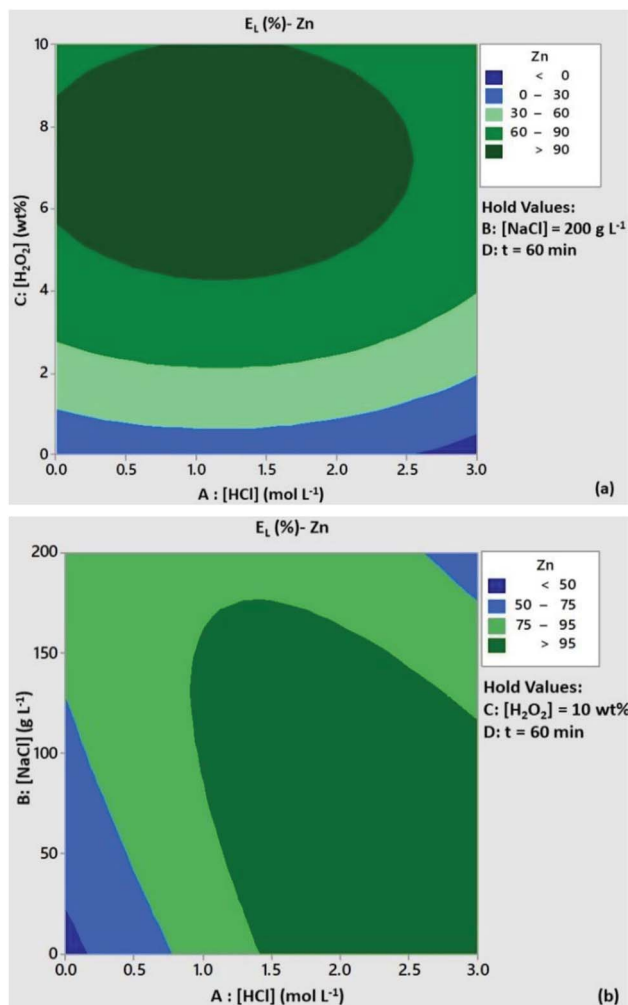 E_L (%)- Zn
10
8
6
4
2
0
C: [H₂O₂] (wt%)
0.0 0.5 1.0 1.5 2.0 2.5 3.0
A : [HCl] (mol L⁻¹)
Zn
< 0
0 – 30
30 – 60
60 – 90
> 90
Hold Values:
B: [NaCl] = 200 g L⁻¹
D: t = 60 min
(a)
E_L (%)- Zn
200
150
100
50
0
B: [NaCl] (g L⁻¹)
0.0 0.5 1.0 1.5 2.0 2.5 3.0
A : [HCl] (mol L⁻¹)
Zn
< 50
50 – 75
75 – 95
> 95
Hold Values:
C: [H₂O₂] = 10 wt%
D: t = 60 min
(b)